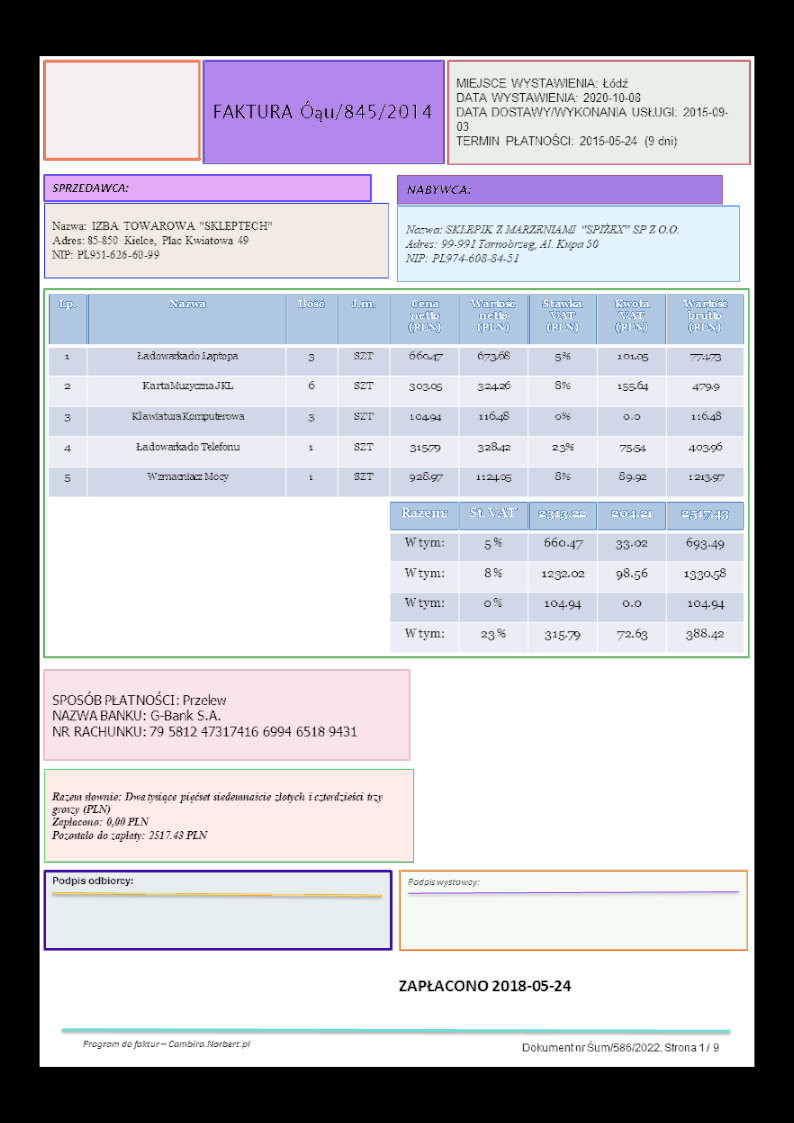 FAKTURA Óąu/845/2014
MIEJSCE WYSTAWIENIA: Łódź
DATA WYSTAWIENIA: 2020-10-08
DATA DOSTAWY/WYKONANIA USŁUGI: 2015-09-
03
TERMIN PŁATNOŚCI: 2015-05-24 (9 dni)
SPRZEDAWCA:
Nazwa: IZBA TOWAROWA "SKLEPTECH"
Adres: 85-850 Kielce, Plac Kwiatowa 49
NIP: PL951-626-60-99
NABYWCA:
Nazwa: SKLEPIK Z MARZENIAMI "SPIŻEX" SP Z O.O.
Adres: 99-991 Tarnobrzeg, Al. Kupa 50
NIP: PL974-608-84-51
Lp. Nazwa Ilość J.m. Cena netto (PLN) Wartość netto (PLN) Stawka VAT (PLN) Kwota VAT (PLN) Wartość brutto (PLN)
1 Ładowarka do Laptopa 3 SZT 660.47 673.68 5% 101.05 774.73
2 Karta Muzyczna JKL 6 SZT 303.05 324.26 8% 155.64 479.9
3 Klawiatura Komputerowa 3 SZT 104.94 116.48 0% 0.0 116.48
4 Ładowarka do Telefonu 1 SZT 315.79 328.42 23% 75.54 403.96
5 Wzmacniacz Mocy 1 SZT 928.97 1124.05 8% 89.92 1213.97
Razem: St.VAT 2313.22 204.21 2517.43
W tym: 5% 660.47 33.02 693.49
W tym: 8% 1232.02 98.56 1330.58
W tym: 0% 104.94 0.0 104.94
W tym: 23% 315.79 72.63 388.42
SPOSÓB PŁATNOŚCI: Przelew
NAZWA BANKU: G-Bank S.A.
NR RACHUNKU: 79 5812 47317416 6994 6518 9431
Razem słownie: Dwa tysiące pięćset siedemnaście złotych i czterdzieści trzy
groszy (PLN)
Zapłacono: 0,00 PLN
Pozostało do zapłaty: 2517.43 PLN
Podpis odbiorcy:
Podpis wystawcy:
ZAPŁACONO 2018-05-24
Program do faktur – Cambira.Norbert.pl
Dokument nr Śum/586/2022. Strona 1 / 9